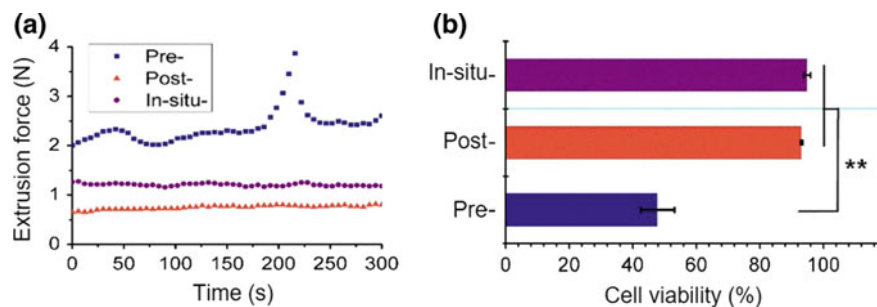 (a)
Extrusion force (N)
4
3
2
1
0
Pre-
Post-
In-situ-
0 50 100 150 200 250 300
Time (s)
(b)
In-situ-
Post-
Pre-
**
0 20 40 60 80 100
Cell viability (%)